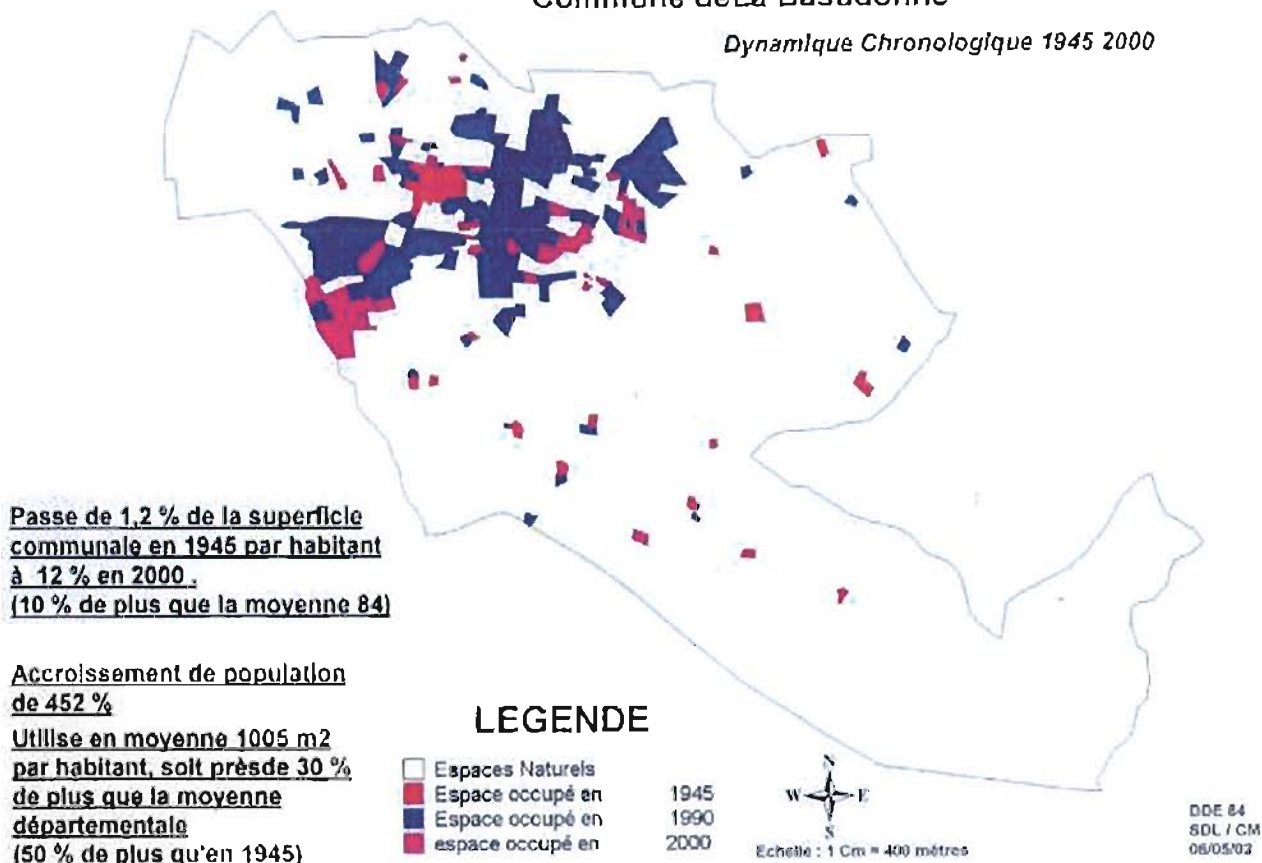 Commune deLa Bastidonne
Dynamique Chronologique 1945 2000
Passe de 1,2 % de la superficie
communale en 1945 par habitant
à 12 % en 2000 .
(10 % de plus que la moyenne 84)
Accroissement de population
de 452 %
Utilise en moyenne 1005 m2
par habitant, soit prèsde 30 %
de plus que la moyenne
départementale
(50 % de plus qu'en 1945)
LEGENDE
Espaces Naturels
Espace occupé en 1945
Espace occupé en 1990
espace occupé en 2000
N
W E
S
Echelle : 1 Cm = 400 mètres
DDE 84
SDL / CM
06/05/02